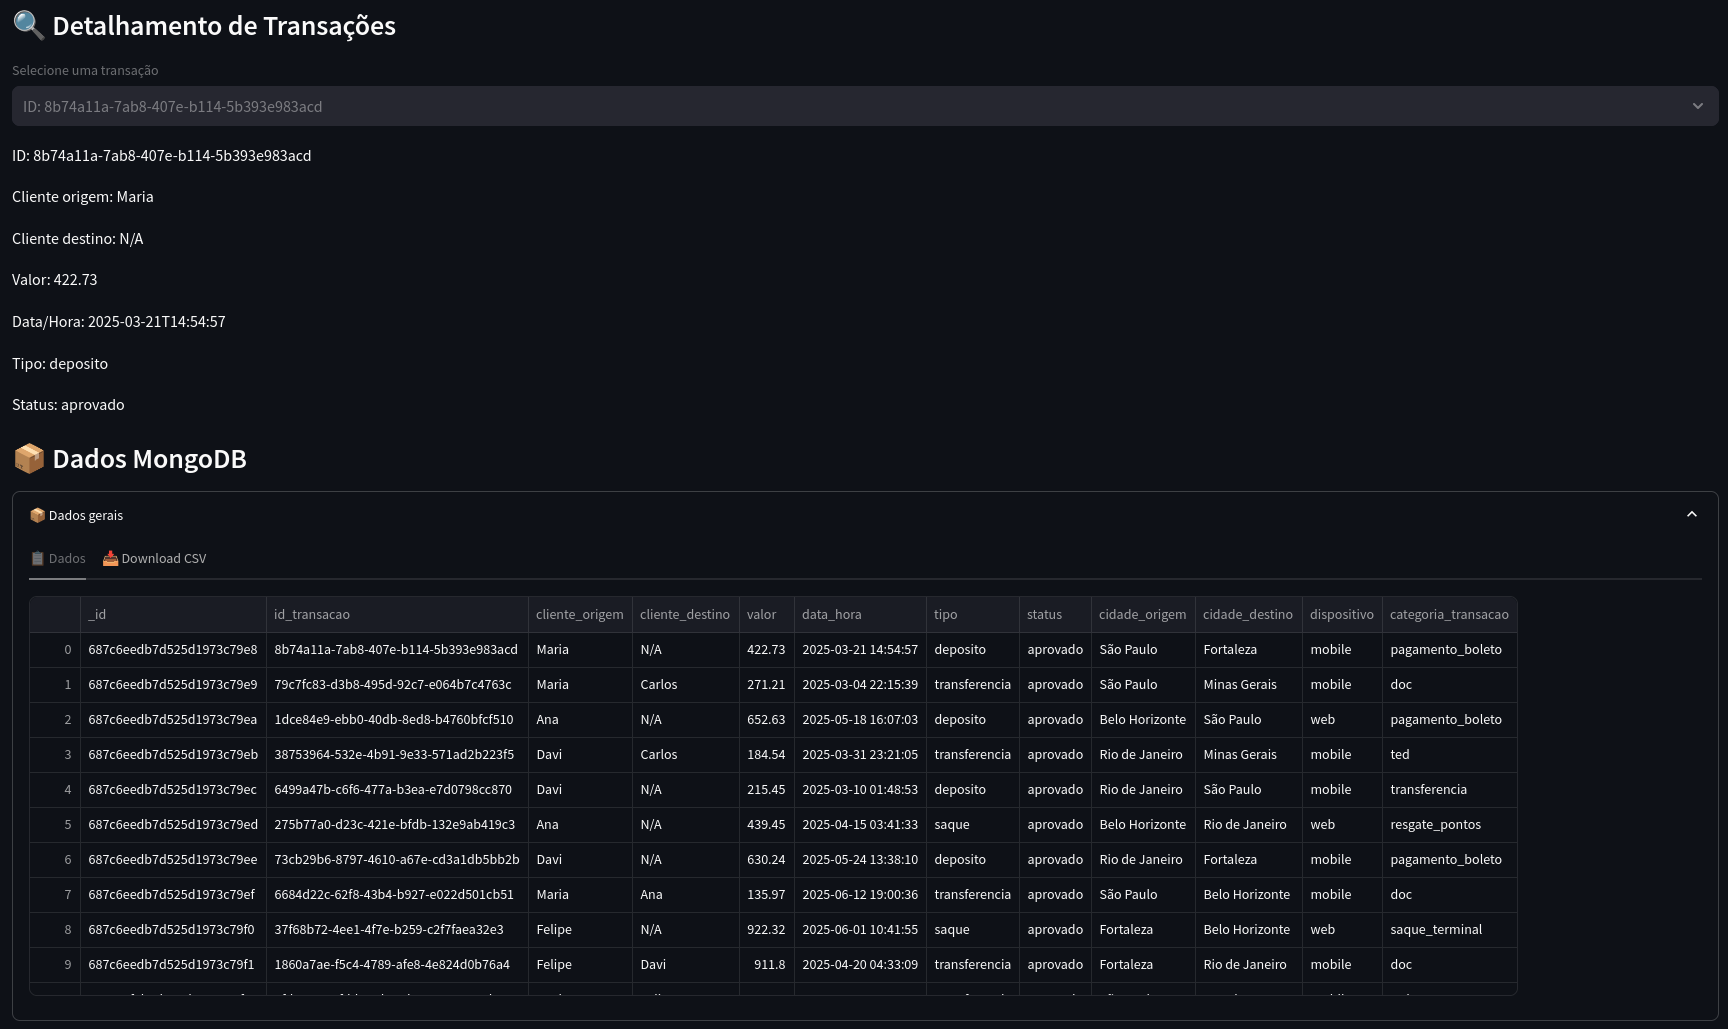 🔍 Detalhamento de Transações
Selecione uma transação
ID: 8b74a11a-7ab8-407e-b114-5b393e983acd
ID: 8b74a11a-7ab8-407e-b114-5b393e983acd
Cliente origem: Maria
Cliente destino: N/A
Valor: 422.73
Data/Hora: 2025-03-21T14:54:57
Tipo: deposito
Status: aprovado
📦 Dados MongoDB
📦 Dados gerais
📋 Dados 📥 Download CSV
_id id_transacao cliente_origem cliente_destino valor data_hora tipo status cidade_origem cidade_destino dispositivo categoria_transacao
0 687c6eedb7d525d1973c79e8 8b74a11a-7ab8-407e-b114-5b393e983acd Maria N/A 422.73 2025-03-21 14:54:57 deposito aprovado São Paulo Fortaleza mobile pagamento_boleto
1 687c6eedb7d525d1973c79e9 79c7fc83-d3b8-495d-92c7-e064b7c4763c Maria Carlos 271.21 2025-03-04 22:15:39 transferencia aprovado São Paulo Minas Gerais mobile doc
2 687c6eedb7d525d1973c79ea 1dce84e9-ebb0-40db-8ed8-b4760bfcf510 Ana N/A 652.63 2025-05-18 16:07:03 deposito aprovado Belo Horizonte São Paulo web pagamento_boleto
3 687c6eedb7d525d1973c79eb 38753964-532e-4b91-9e33-571ad2b223f5 Davi Carlos 184.54 2025-03-31 23:21:05 transferencia aprovado Rio de Janeiro Minas Gerais mobile ted
4 687c6eedb7d525d1973c79ec 6499a47b-c6f6-477a-b3ea-e7d0798cc870 Davi N/A 215.45 2025-03-10 01:48:53 deposito aprovado Rio de Janeiro São Paulo mobile transferencia
5 687c6eedb7d525d1973c79ed 275b77a0-d23c-421e-bfdb-132e9ab419c3 Ana N/A 439.45 2025-04-15 03:41:33 saque aprovado Belo Horizonte Rio de Janeiro web resgate_pontos
6 687c6eedb7d525d1973c79ee 73cb29b6-8797-4610-a67e-cd3a1db5bb2b Davi N/A 630.24 2025-05-24 13:38:10 deposito aprovado Rio de Janeiro Fortaleza mobile pagamento_boleto
7 687c6eedb7d525d1973c79ef 6684d22c-62f8-43b4-b927-e022d501cb51 Maria Ana 135.97 2025-06-12 19:00:36 transferencia aprovado São Paulo Belo Horizonte mobile doc
8 687c6eedb7d525d1973c79f0 37f68b72-4ee1-4f7e-b259-c2f7faea32e3 Felipe N/A 922.32 2025-06-01 10:41:55 saque aprovado Fortaleza Belo Horizonte web saque_terminal
9 687c6eedb7d525d1973c79f1 1860a7ae-f5c4-4789-afe8-4e824d0b76a4 Felipe Davi 911.8 2025-04-20 04:33:09 transferencia aprovado Fortaleza Rio de Janeiro mobile doc